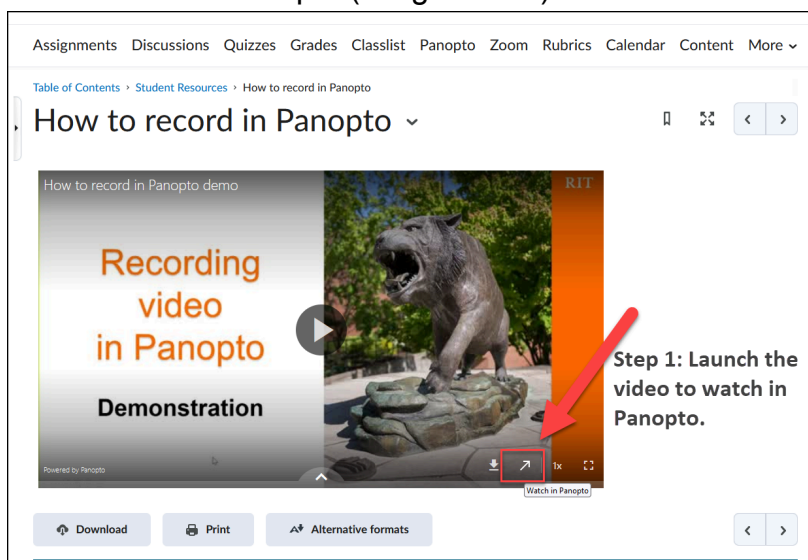 Assignments Discussions Quizzes Grades Classlist Panopto Zoom Rubrics Calendar Content More
Table of Contents › Student Resources › How to record in Panopto
How to record in Panopto
How to record in Panopto demo
RIT
Recording
video
in Panopto
Demonstration
Step 1: Launch the
video to watch in
Panopto.
Powered by Panopto
1x
Watch in Panopto
Download Print Alternative formats